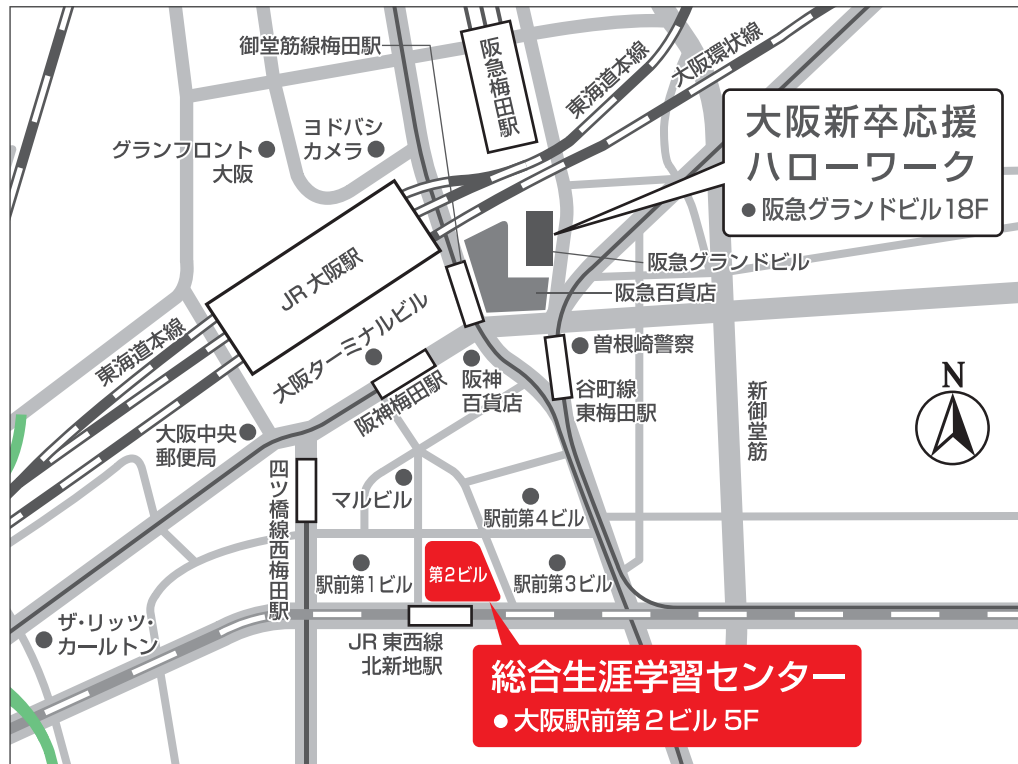 御堂筋線梅田駅
阪急梅田駅
東海道本線
大阪環状線
大阪新卒応援
ハローワーク
● 阪急グランドビル18F
ヨドバシ
カメラ
グランフロント
大阪
JR 大阪駅
阪急グランドビル
阪急百貨店
東海道本線
大阪ターミナルビル
曽根崎警察
阪神梅田駅
阪神
百貨店
谷町線
東梅田駅
新御堂筋
N
大阪中央
郵便局
四ツ橋線西梅田駅
マルビル
駅前第4ビル
駅前第1ビル
第2ビル
駅前第3ビル
ザ・リッツ・
カールトン
JR 東西線
北新地駅
総合生涯学習センター
● 大阪駅前第2ビル 5F